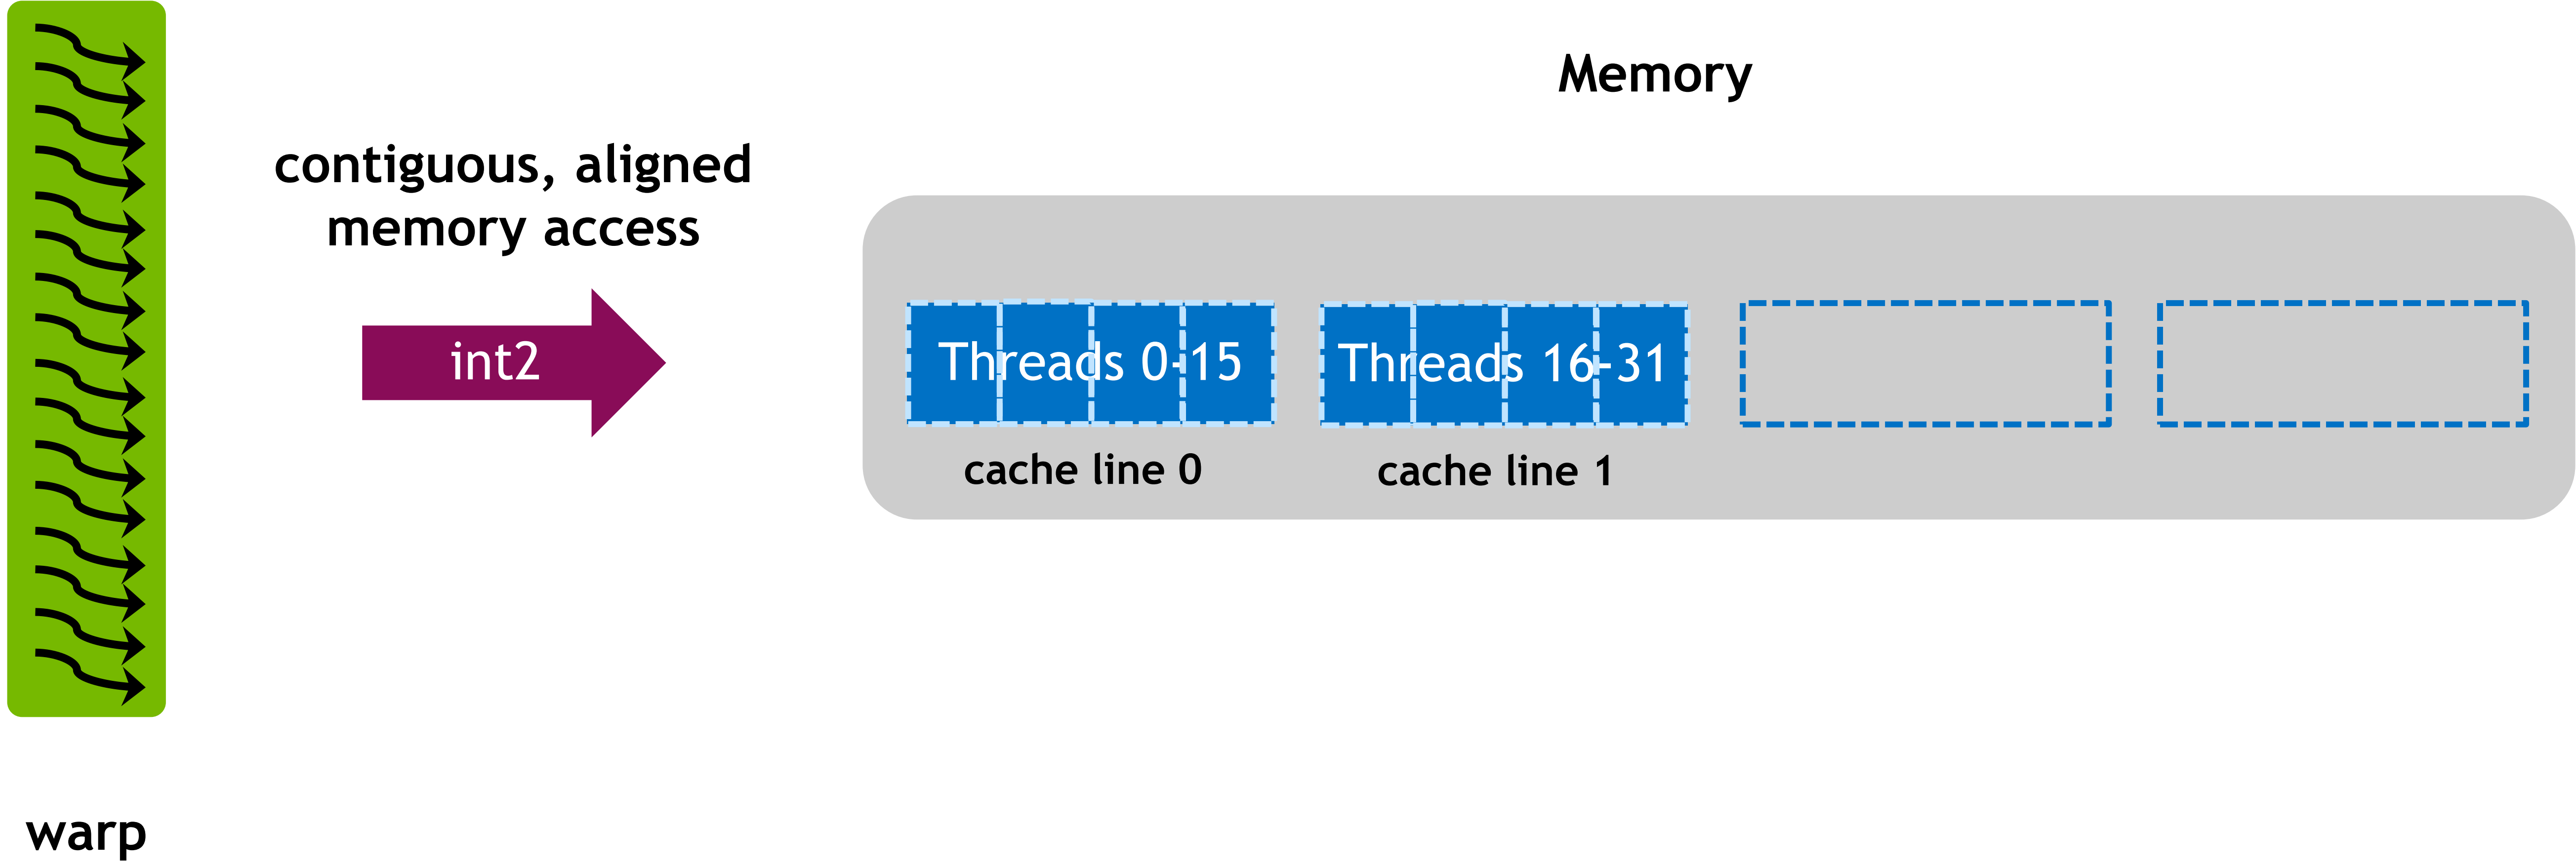 Memory
contiguous, aligned
memory access
int2
Threads 0-15
Threads 16-31
cache line 0
cache line 1
warp